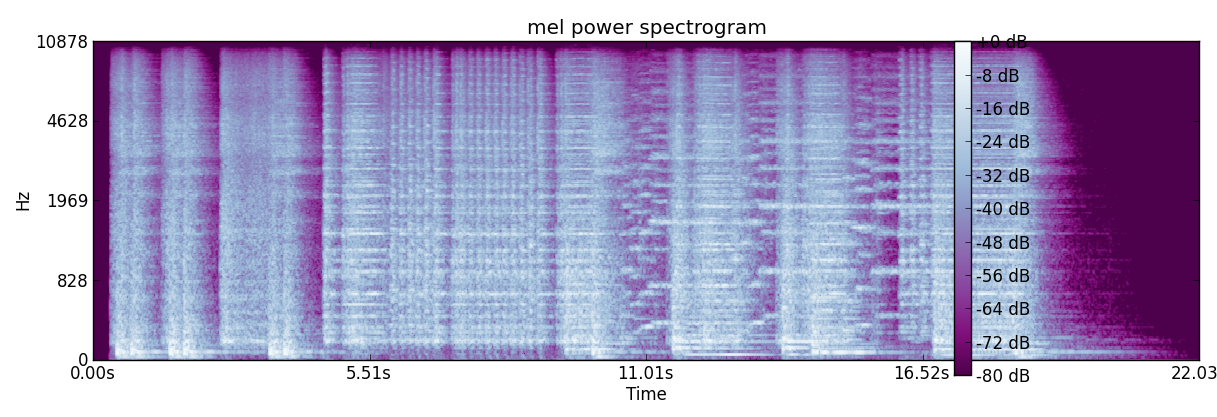 mel power spectrogram
10878
4628
1969
828
0
Hz
0.00s
5.51s
11.01s
16.52s
22.03
Time
+0 dB
-8 dB
-16 dB
-24 dB
-32 dB
-40 dB
-48 dB
-56 dB
-64 dB
-72 dB
-80 dB